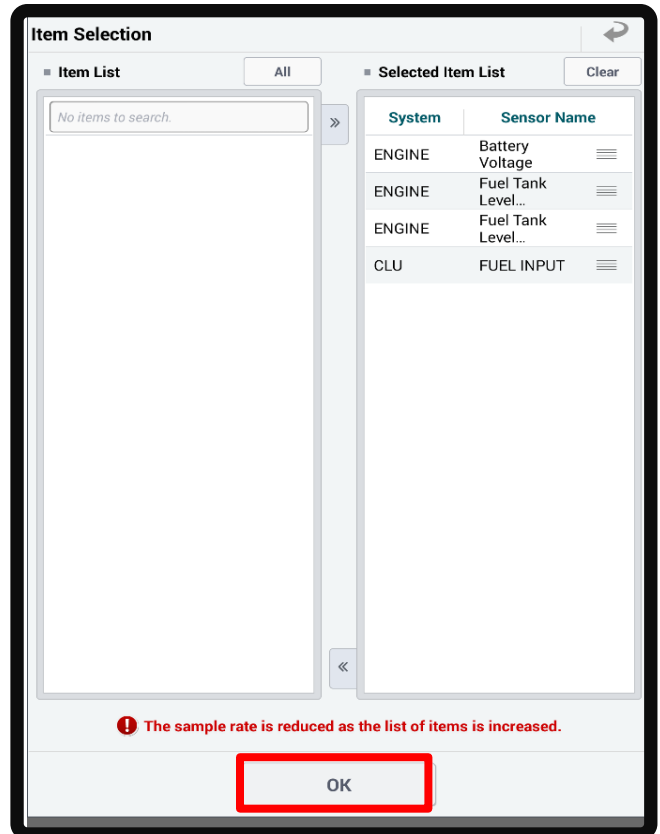 Item Selection
Item List
All
Selected Item List
Clear
No items to search.
»
System
Sensor Name
ENGINE
Battery
Voltage
ENGINE
Fuel Tank
Level...
ENGINE
Fuel Tank
Level...
CLU
FUEL INPUT
«
The sample rate is reduced as the list of items is increased.
OK